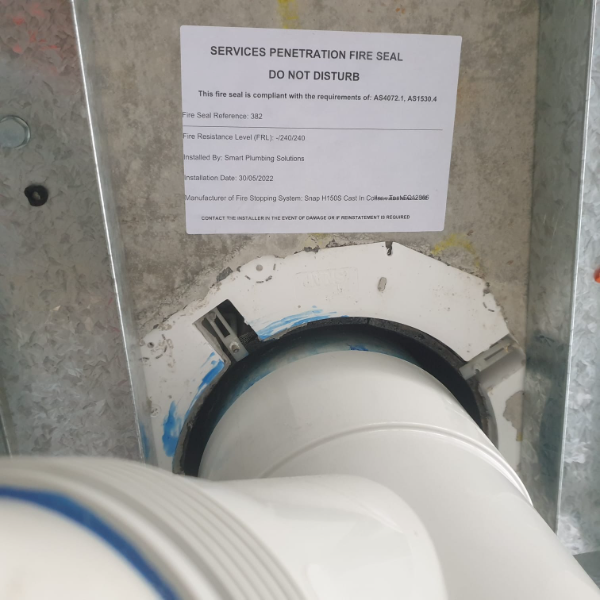 SERVICES PENETRATION FIRE SEAL
DO NOT DISTURB
This fire seal is compliant with the requirements of: AS4072.1, AS1530.4
Fire Seal Reference: 382
Fire Resistance Level (FRL): -/240/240
Installed By: Smart Plumbing Solutions
Installation Date: 30/05/2022
Manufacturer of Fire Stopping System: Snap H150S Cast in
CONTACT THE INSTALLER IN THE EVENT OF DAMAGE OR IF REINSTATEMENT IS REQUIRED